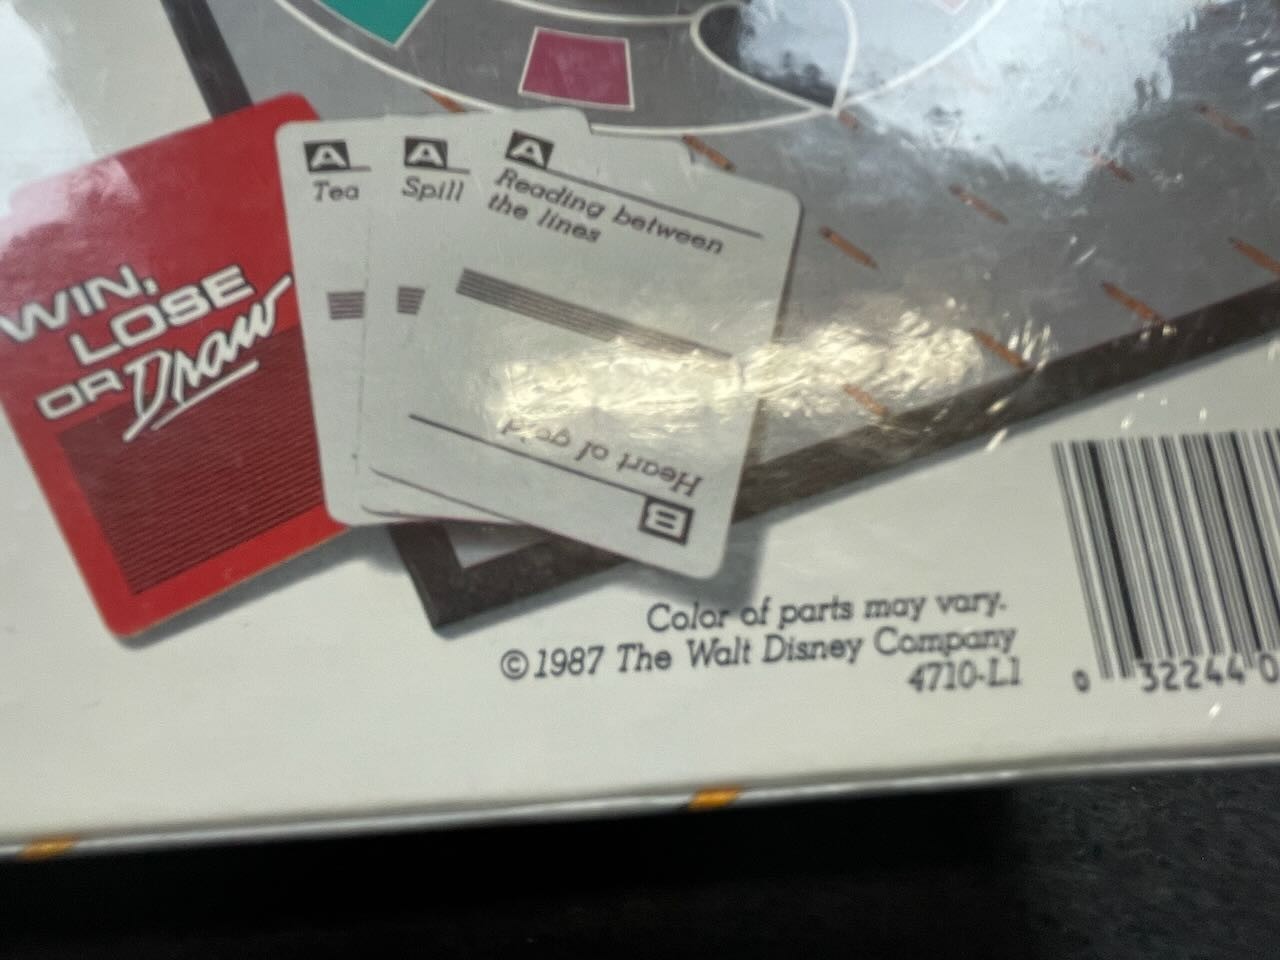 WIN,
LOSE
OR Draw
A
Tea
A
Spill
A
Reading between
the lines
Heart of gold
B
Color of parts may vary.
©1987 The Walt Disney Company
4710-L1
0 32244 0